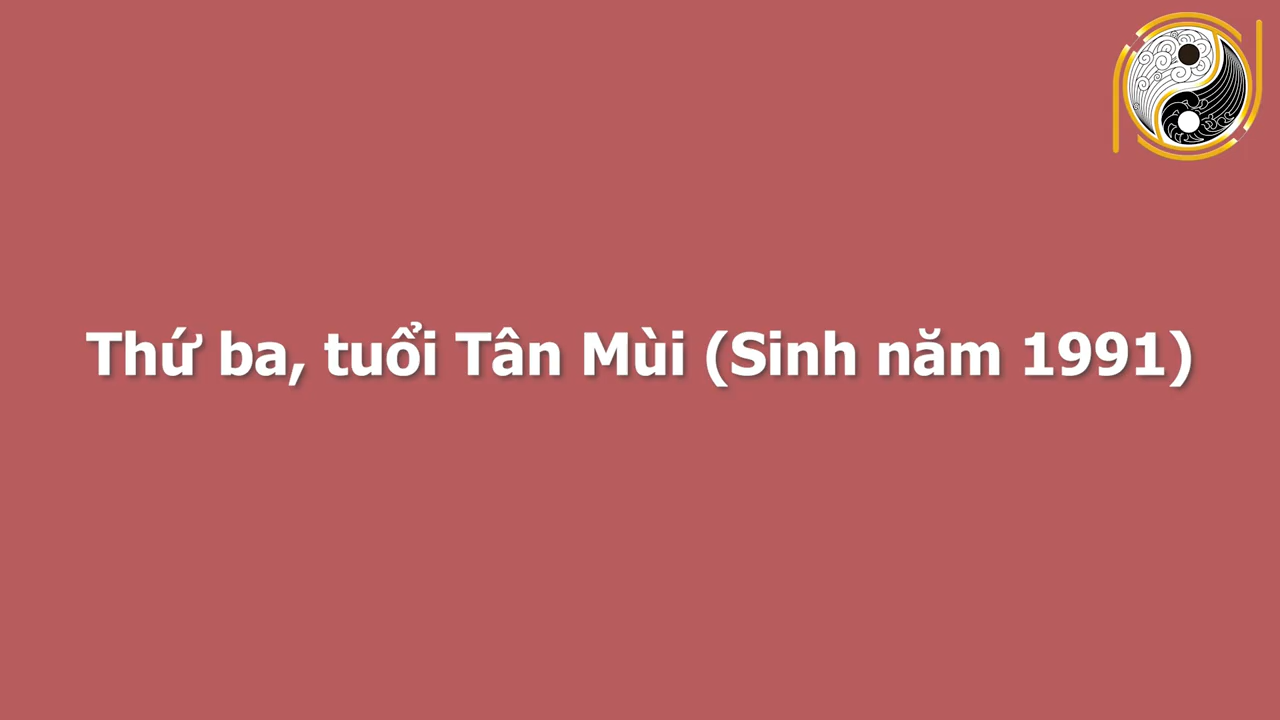 Thứ ba, tuổi Tân Mùi (Sinh năm 1991)